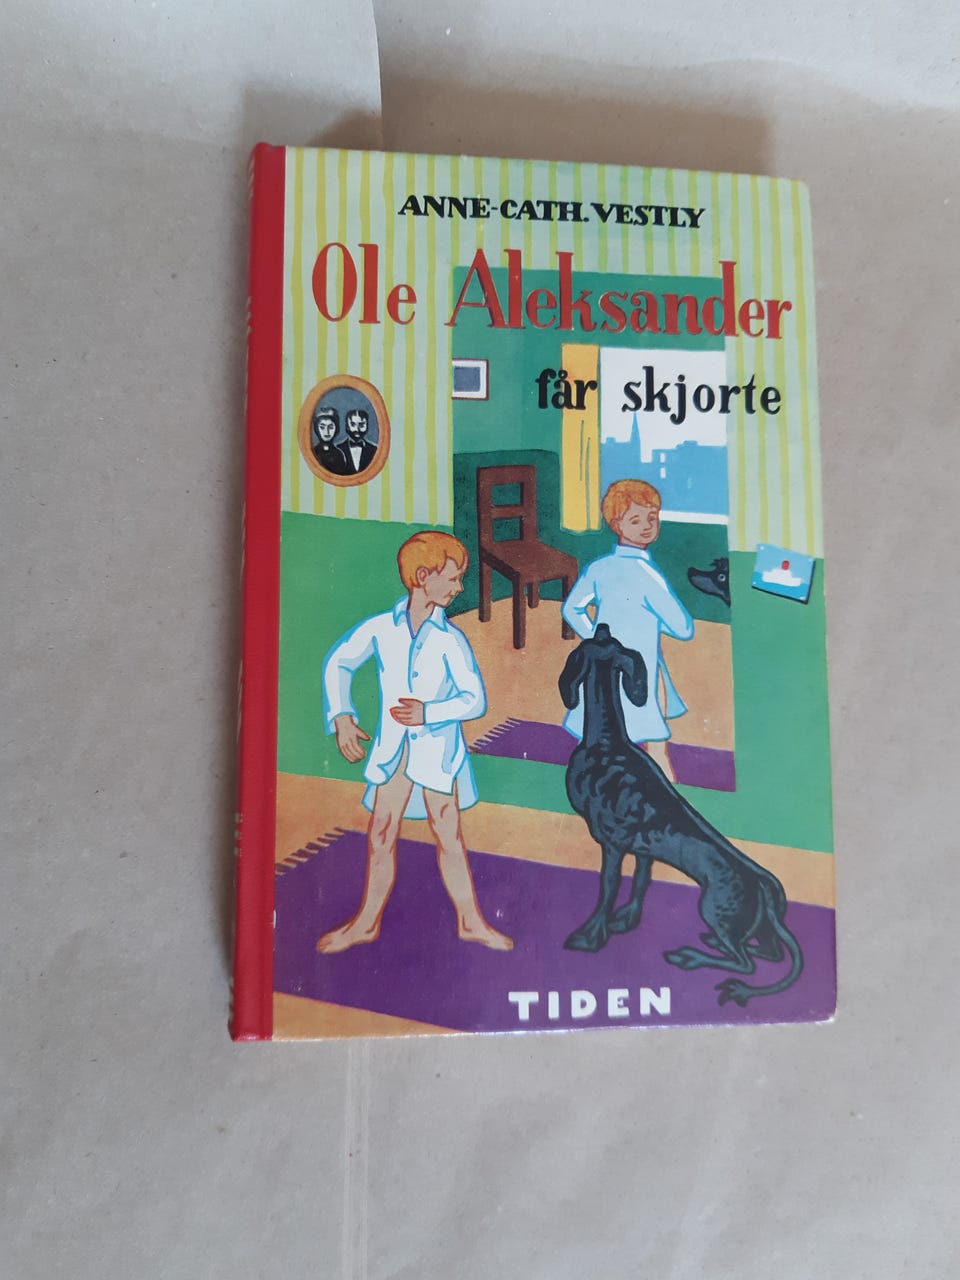 ANNE-CATH. VESTLY
Ole Aleksander
får skjorte
TIDEN